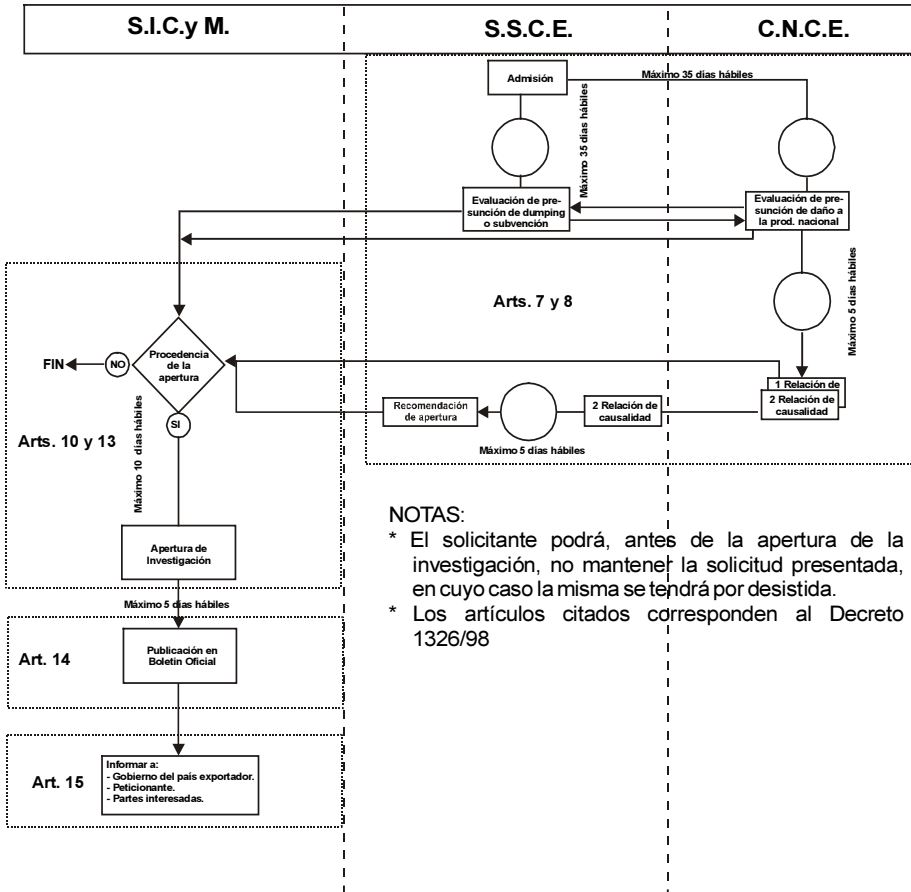 S.I.C.y M.
S.S.C.E.
C.N.C.E.
Admisión
Máximo 35 días hábiles
Máximo 35 días hábiles
Evaluación de pre-
sunción de dumping
o subvención
Evaluación de pre-
sunción de daño a
la prod. nacional
Arts. 7 y 8
Máximo 5 días hábiles
Procedencia
de la
apertura
FIN
NO
SI
Arts. 10 y 13
Máximo 10 días hábiles
1 Relación de
2 Relación de
causalidad
2 Relación de
causalidad
Recomendación
de apertura
Máximo 5 días hábiles
Apertura de
Investigación
Máximo 5 días hábiles
Art. 14
Publicación en
Boletin Oficial
Art. 15
Informar a:
- Gobierno del país exportador.
- Peticionante.
- Partes interesadas.
NOTAS:
* El solicitante podrá, antes de la apertura de la
investigación, no mantener la solicitud presentada,
en cuyo caso la misma se tendrá por desistida.
* Los artículos citados corresponden al Decreto
1326/98